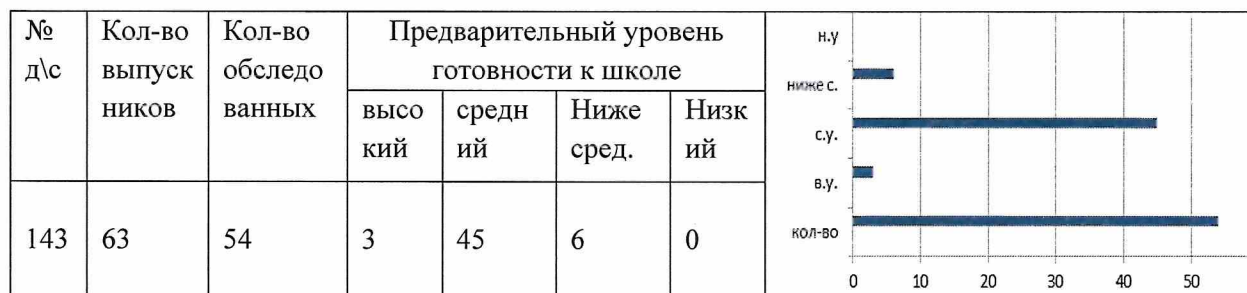 №
д\с
Кол-во
выпуск
ников
Кол-во
обследо
ванных
Предварительный уровень
готовности к школе
высо
кий
средн
ий
Ниже
сред.
Низк
ий
143
63
54
3
45
6
0
н.у
ниже с.
с.у.
в.у.
кол-во
0 10 20 30 40 50